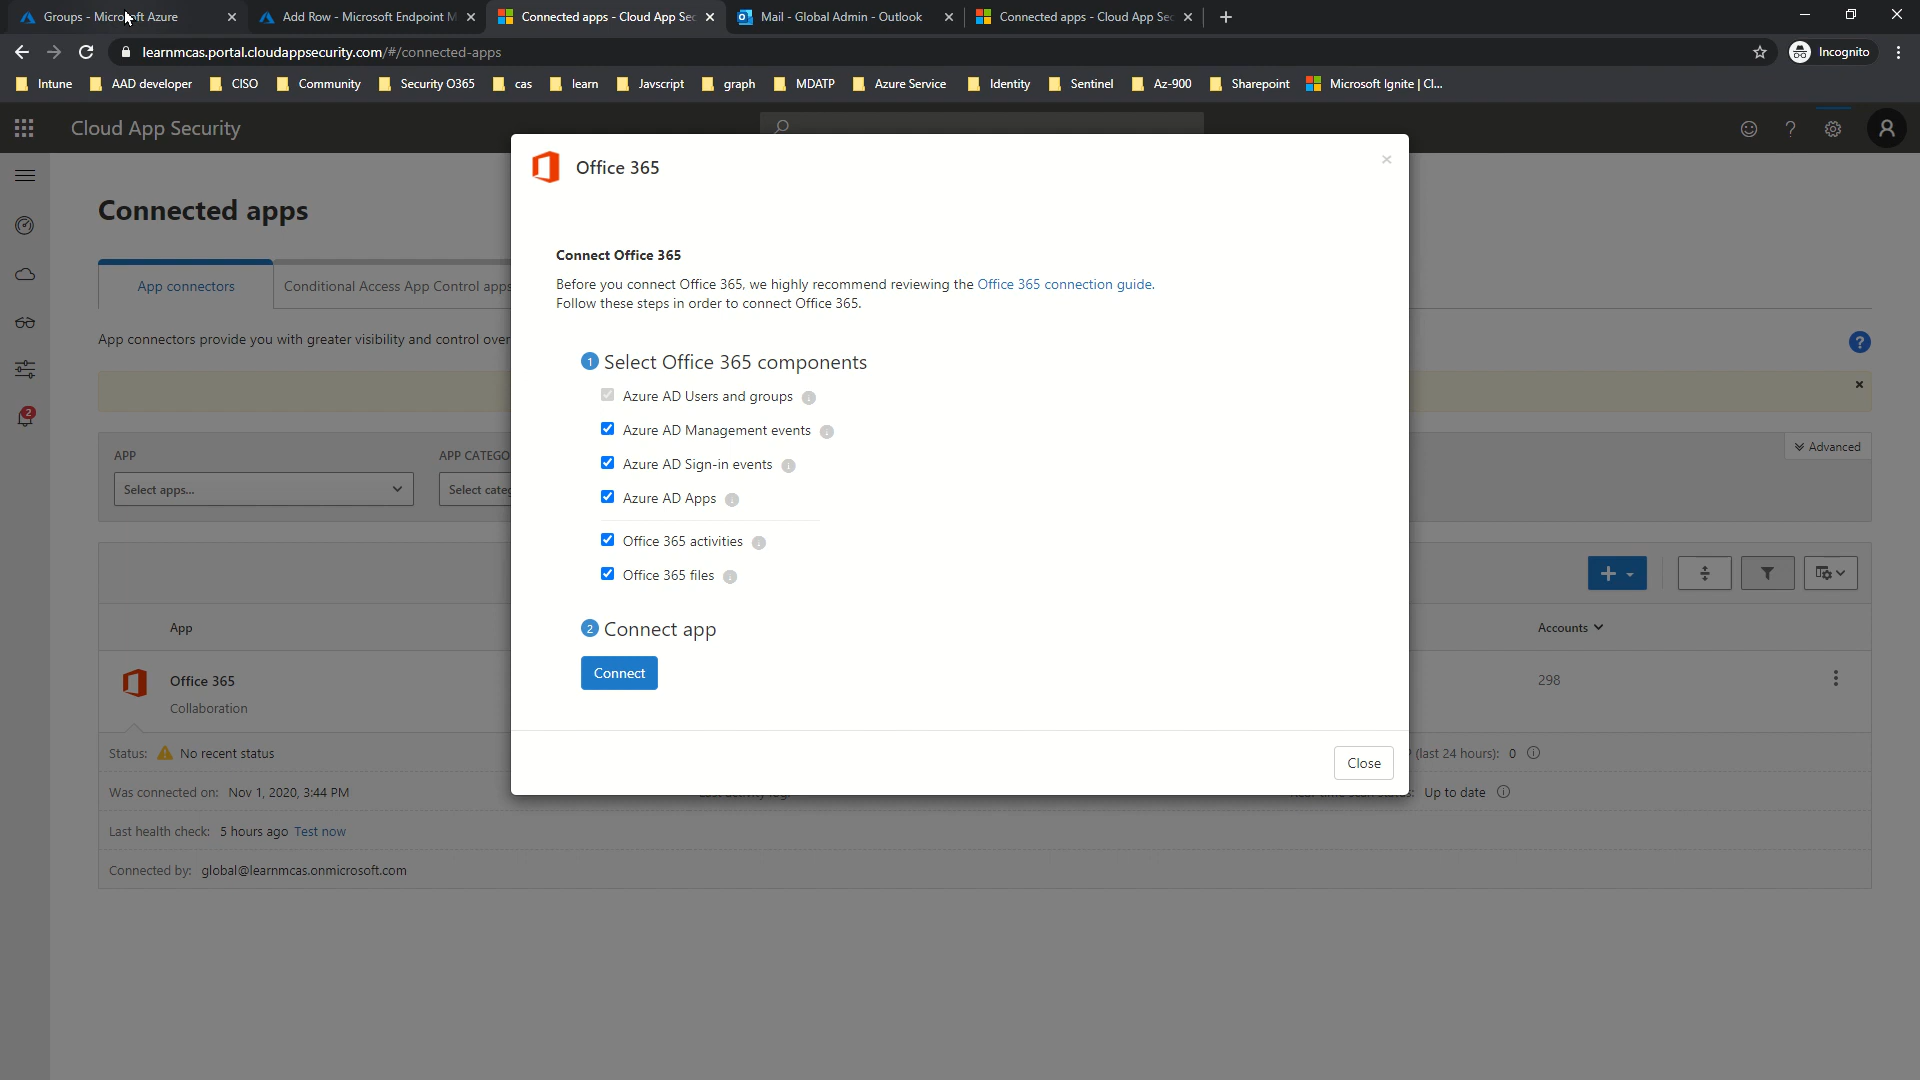 Groups - Microsoft Azure
Add Row - Microsoft Endpoint M
Connected apps - Cloud App Sec
Mail - Global Admin - Outlook
Connected apps - Cloud App Sec
learnmcas.portal.cloudappsecurity.com/#/connected-apps
Incognito
Intune
AAD developer
CISO
Community
Security O365
cas
learn
Javscript
graph
MDATP
Azure Service
Identity
Sentinel
Az-900
Sharepoint
Microsoft Ignite | Cl...
Cloud App Security
Office 365
Connected apps
Connect Office 365
App connectors
Conditional Access App Control apps
Before you connect Office 365, we highly recommend reviewing the Office 365 connection guide.
Follow these steps in order to connect Office 365.
App connectors provide you with greater visibility and control over
1 Select Office 365 components
Azure AD Users and groups
Azure AD Management events
Azure AD Sign-in events
Azure AD Apps
Office 365 activities
Office 365 files
APP
APP CATEGO
Advanced
Select apps...
Select categ
2 Connect app
Connect
Close
App
Accounts
Office 365
298
Collaboration
Status: No recent status
(last 24 hours): 0
Was connected on: Nov 1, 2020, 3:44 PM
Up to date
Last health check: 5 hours ago Test now
Connected by: global@learnmcas.onmicrosoft.com
2